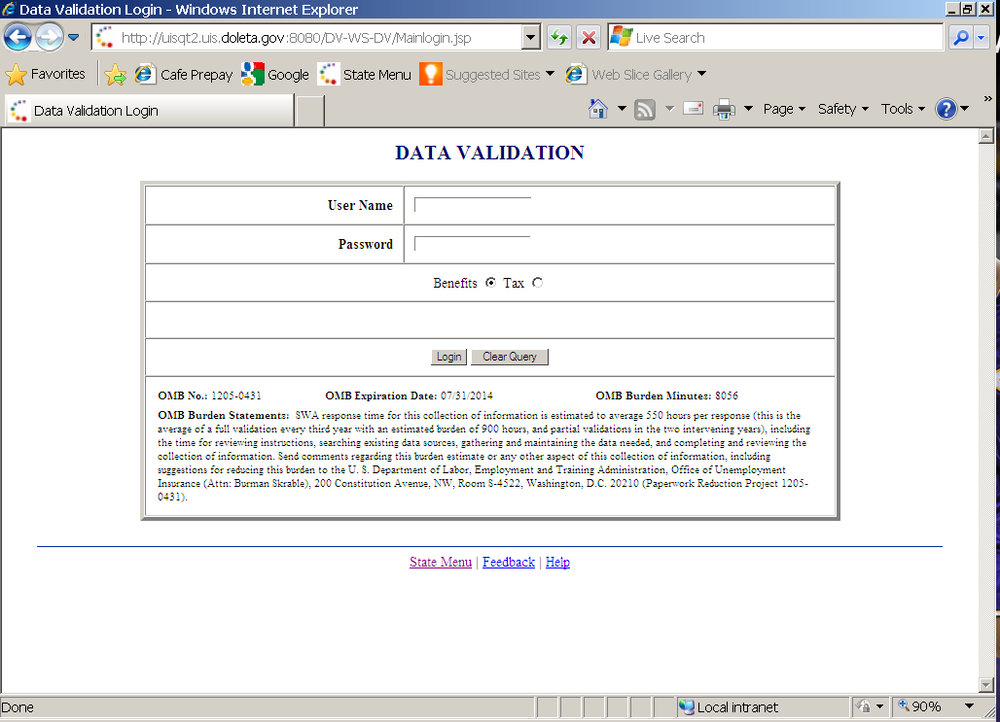 Data Validation Login - Windows Internet Explorer
http://uisqt2.uis.doleta.gov:8080/DV-WS-DV/Mainlogin.jsp
Live Search
Favorites
Cafe Prepay
Google
State Menu
Suggested Sites
Web Slice Gallery
Data Validation Login
Page
Safety
Tools
»
DATA VALIDATION
User Name
Password
Benefits Tax
Login Clear Query
OMB No.: 1205-0431 OMB Expiration Date: 07/31/2014 OMB Burden Minutes: 8056
OMB Burden Statements: SWA response time for this collection of information is estimated to average 550 hours per response (this is the
average of a full validation every third year with an estimated burden of 900 hours, and partial validations in the two intervening years), including
the time for reviewing instructions, searching existing data sources, gathering and maintaining the data needed, and completing and reviewing the
collection of information. Send comments regarding this burden estimate or any other aspect of this collection of information, including
suggestions for reducing this burden to the U. S. Department of Labor, Employment and Training Administration, Office of Unemployment
Insurance (Attn: Burman Skrable), 200 Constitution Avenue, NW, Room S-4522, Washington, D.C. 20210 (Paperwork Reduction Project 1205-
0431).
State Menu | Feedback | Help
Done
Local intranet
90%